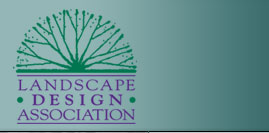 LANDSCAPE
• DESIGN •
ASSOCIATION